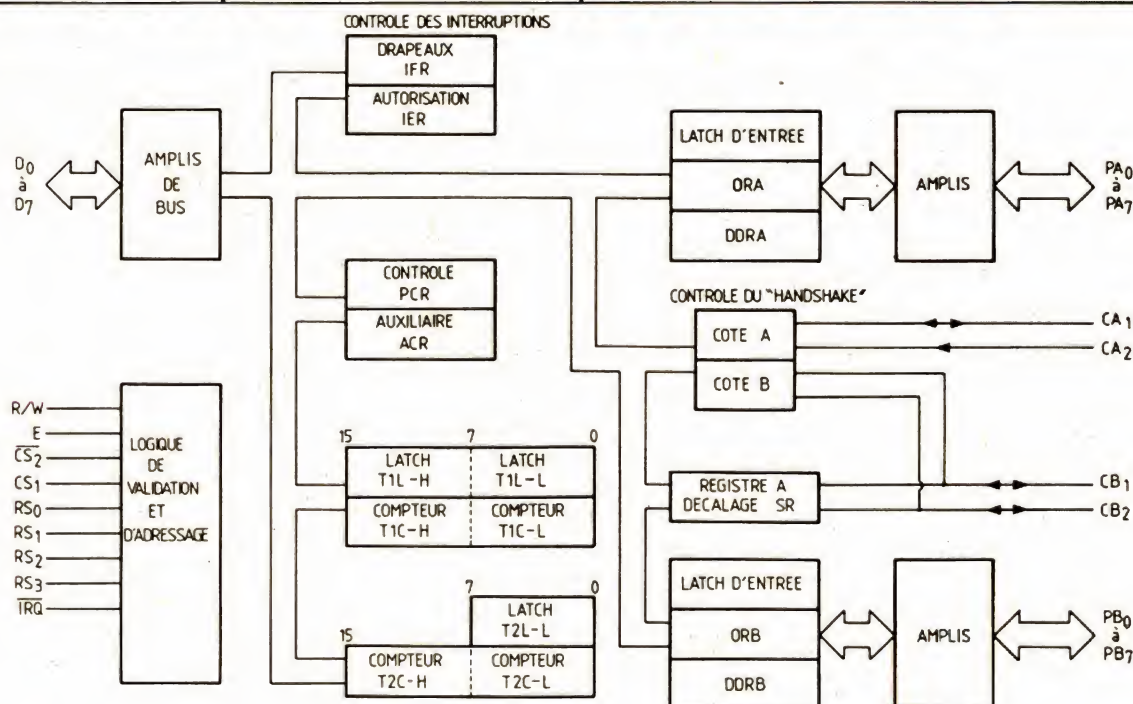 CONTROLE DES INTERRUPTIONS
DRAPEAUX
IFR
AUTORISATION
IER
D0
à
D7
AMPLIS
DE
BUS
LATCH D'ENTREE
ORA
DDRA
AMPLIS
PA0
à
PA7
CONTROLE
PCR
AUXILIAIRE
ACR
CONTROLE DU "HANDSHAKE"
COTE A
COTE B
CA1
CA2
R/W
E
C̅S̅2
CS1
RS0
RS1
RS2
RS3
I̅R̅Q̅
LOGIQUE
DE
VALIDATION
ET
D'ADRESSAGE
15 7 0
LATCH
T1L-H
LATCH
T1L-L
COMPTEUR
T1C-H
COMPTEUR
T1C-L
REGISTRE A
DECALAGE SR
CB1
CB2
7 0
LATCH
T2L-L
15
COMPTEUR
T2C-H
COMPTEUR
T2C-L
LATCH D'ENTREE
ORB
DDRB
AMPLIS
PB0
à
PB7